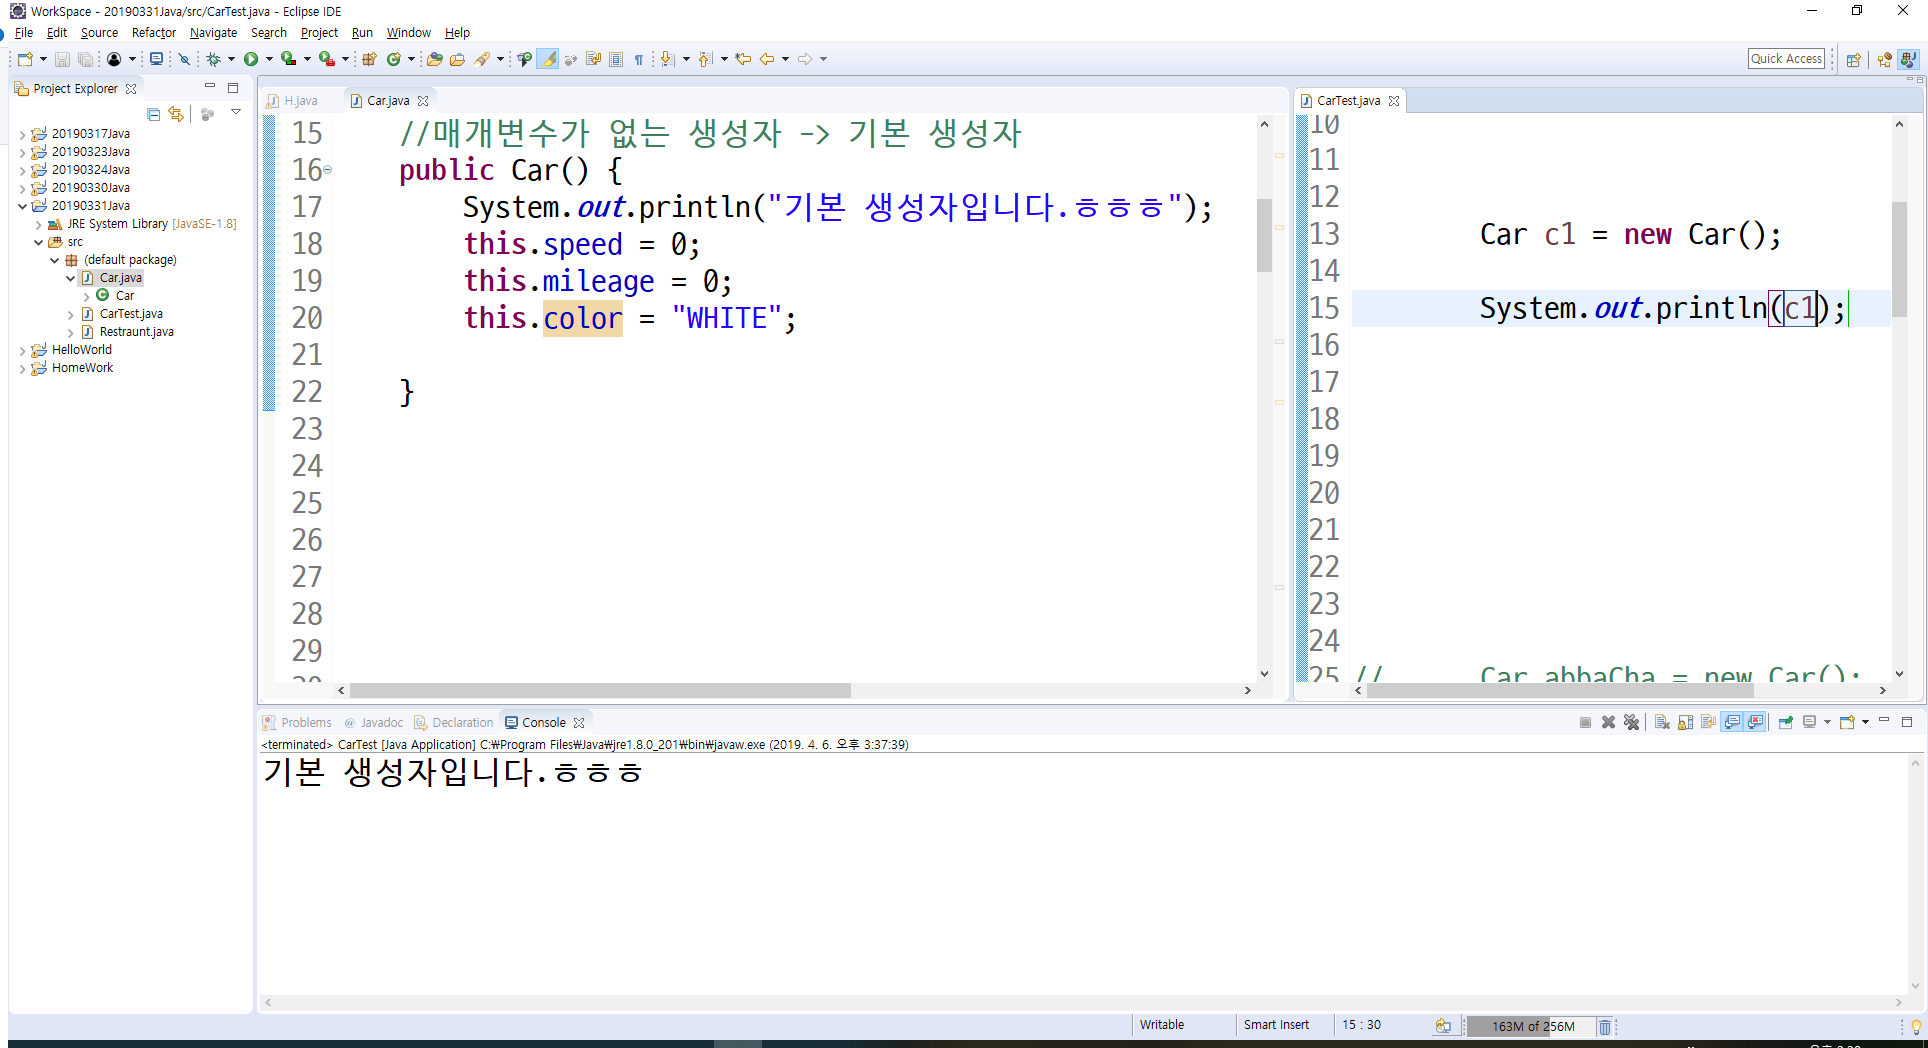 WorkSpace - 20190331Java/src/CarTest.java - Eclipse IDE
File Edit Source Refactor Navigate Search Project Run Window Help
Quick Access
Project Explorer
20190317Java
20190323Java
20190324Java
20190330Java
20190331Java
JRE System Library [JavaSE-1.8]
src
(default package)
Car.java
Car
CarTest.java
Restraunt.java
HelloWorld
HomeWork
H.java Car.java
15 //매개변수가 없는 생성자 -> 기본 생성자
16 public Car() {
17 System.out.println("기본 생성자입니다.ㅎㅎㅎ");
18 this.speed = 0;
19 this.mileage = 0;
20 this.color = "WHITE";
21
22 }
23
24
25
26
27
28
29
30
CarTest.java
10
11
12
13 Car c1 = new Car();
14
15 System.out.println(c1);
16
17
18
19
20
21
22
23
24
25 // Car abbaCha = new Car();
Problems @ Javadoc Declaration Console
<terminated> CarTest [Java Application] C:₩Program Files₩Java₩jre1.8.0_201₩bin₩javaw.exe (2019. 4. 6. 오후 3:37:39)
기본 생성자입니다.ㅎㅎㅎ
Writable Smart Insert 15 : 30 163M of 256M